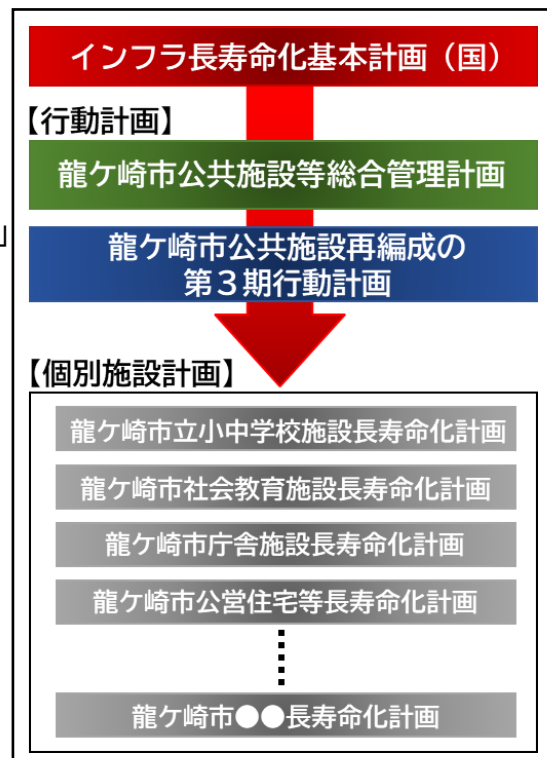 インフラ長寿命化基本計画（国）
【行動計画】
龍ケ崎市公共施設等総合管理計画
」
龍ケ崎市公共施設再編成の
第３期行動計画
【個別施設計画】
龍ケ崎市立小中学校施設長寿命化計画
龍ケ崎市社会教育施設長寿命化計画
龍ケ崎市庁舎施設長寿命化計画
龍ケ崎市公営住宅等長寿命化計画
龍ケ崎市●●長寿命化計画